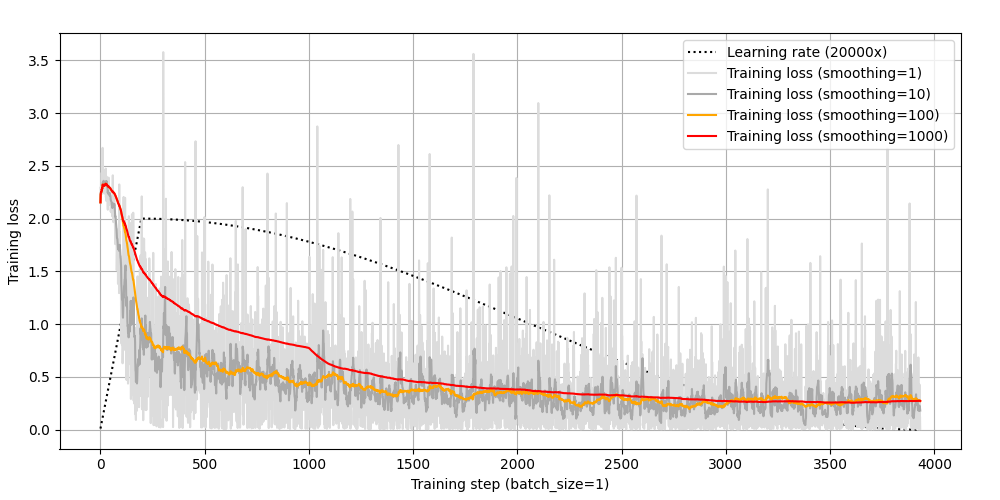 Learning rate (20000x)
Training loss (smoothing=1)
Training loss (smoothing=10)
Training loss (smoothing=100)
Training loss (smoothing=1000)
3.5
3.0
2.5
2.0
1.5
1.0
0.5
0.0
Training loss
0 500 1000 1500 2000 2500 3000 3500 4000
Training step (batch_size=1)